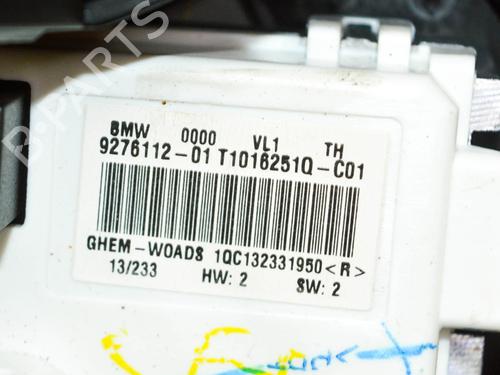 B-PARTS
BMW 0000 VL1 TH
9276112-01 T1016251Q-C01
GHEM-WOADS 1QC132331950<R>
13/233 HW: 2 SW: 2